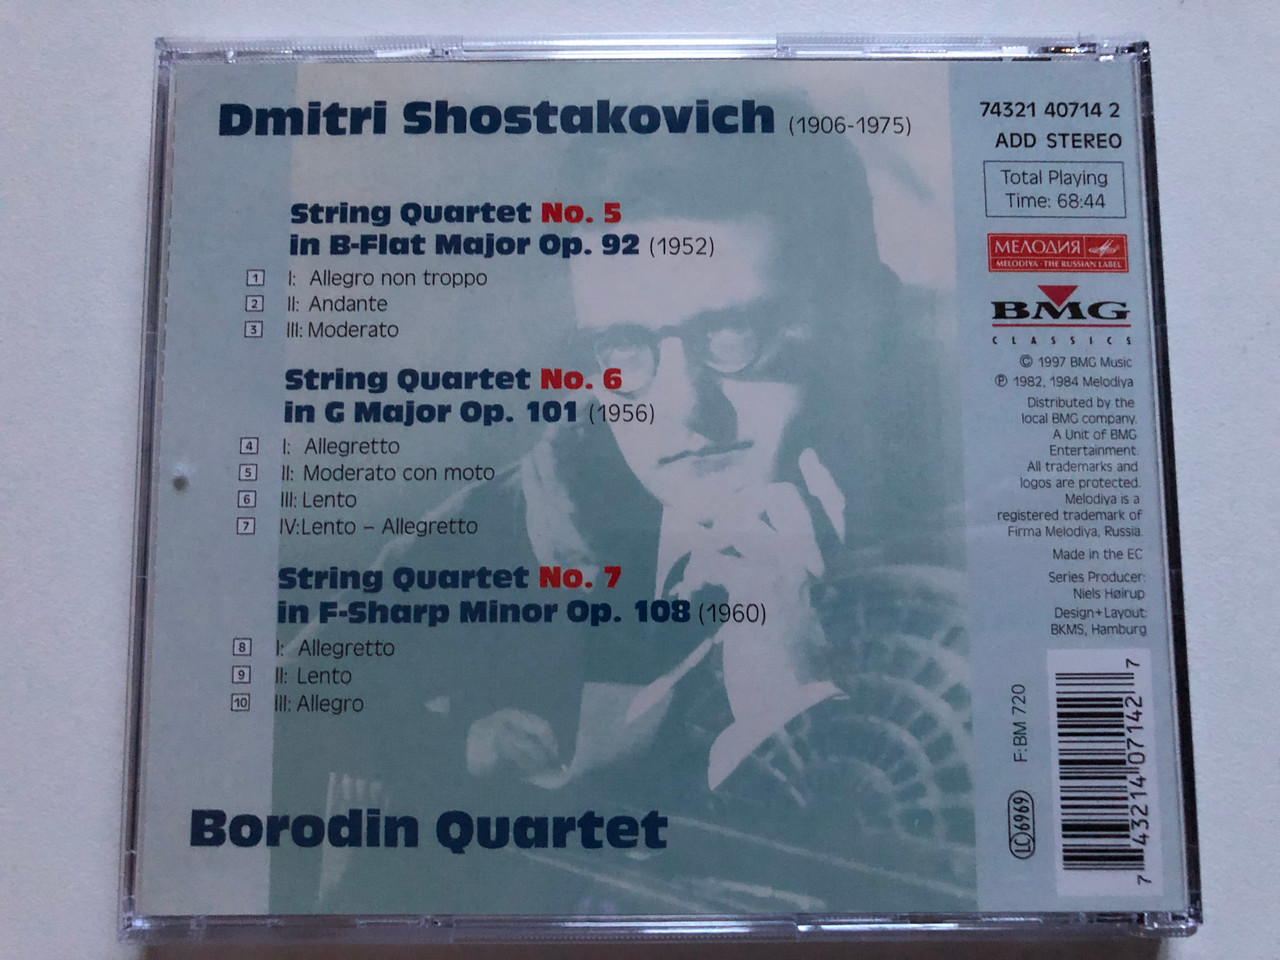 Dmitri Shostakovich (1906-1975)
String Quartet No. 5
in B-Flat Major Op. 92 (1952)
1 I: Allegro non troppo
2 II: Andante
3 III: Moderato
String Quartet No. 6
in G Major Op. 101 (1956)
4 I: Allegretto
5 II: Moderato con moto
6 III: Lento
7 IV: Lento – Allegretto
String Quartet No. 7
in F-Sharp Minor Op. 108 (1960)
8 I: Allegretto
9 II: Lento
10 III: Allegro
Borodin Quartet
74321 40714 2
ADD STEREO
Total Playing
Time: 68:44
МЕЛОДИЯ
MELODIYA · THE RUSSIAN LABEL
BMG
CLASSICS
© 1997 BMG Music
℗ 1982, 1984 Melodiya
Distributed by the
local BMG company.
A Unit of BMG
Entertainment.
All trademarks and
logos are protected.
Melodiya is a
registered trademark of
Firma Melodiya, Russia.
Made in the EC
Series Producer:
Niels Høirup
Design+Layout:
BKMS, Hamburg
F: BM 720
LC 6969
7 43214 07142 7